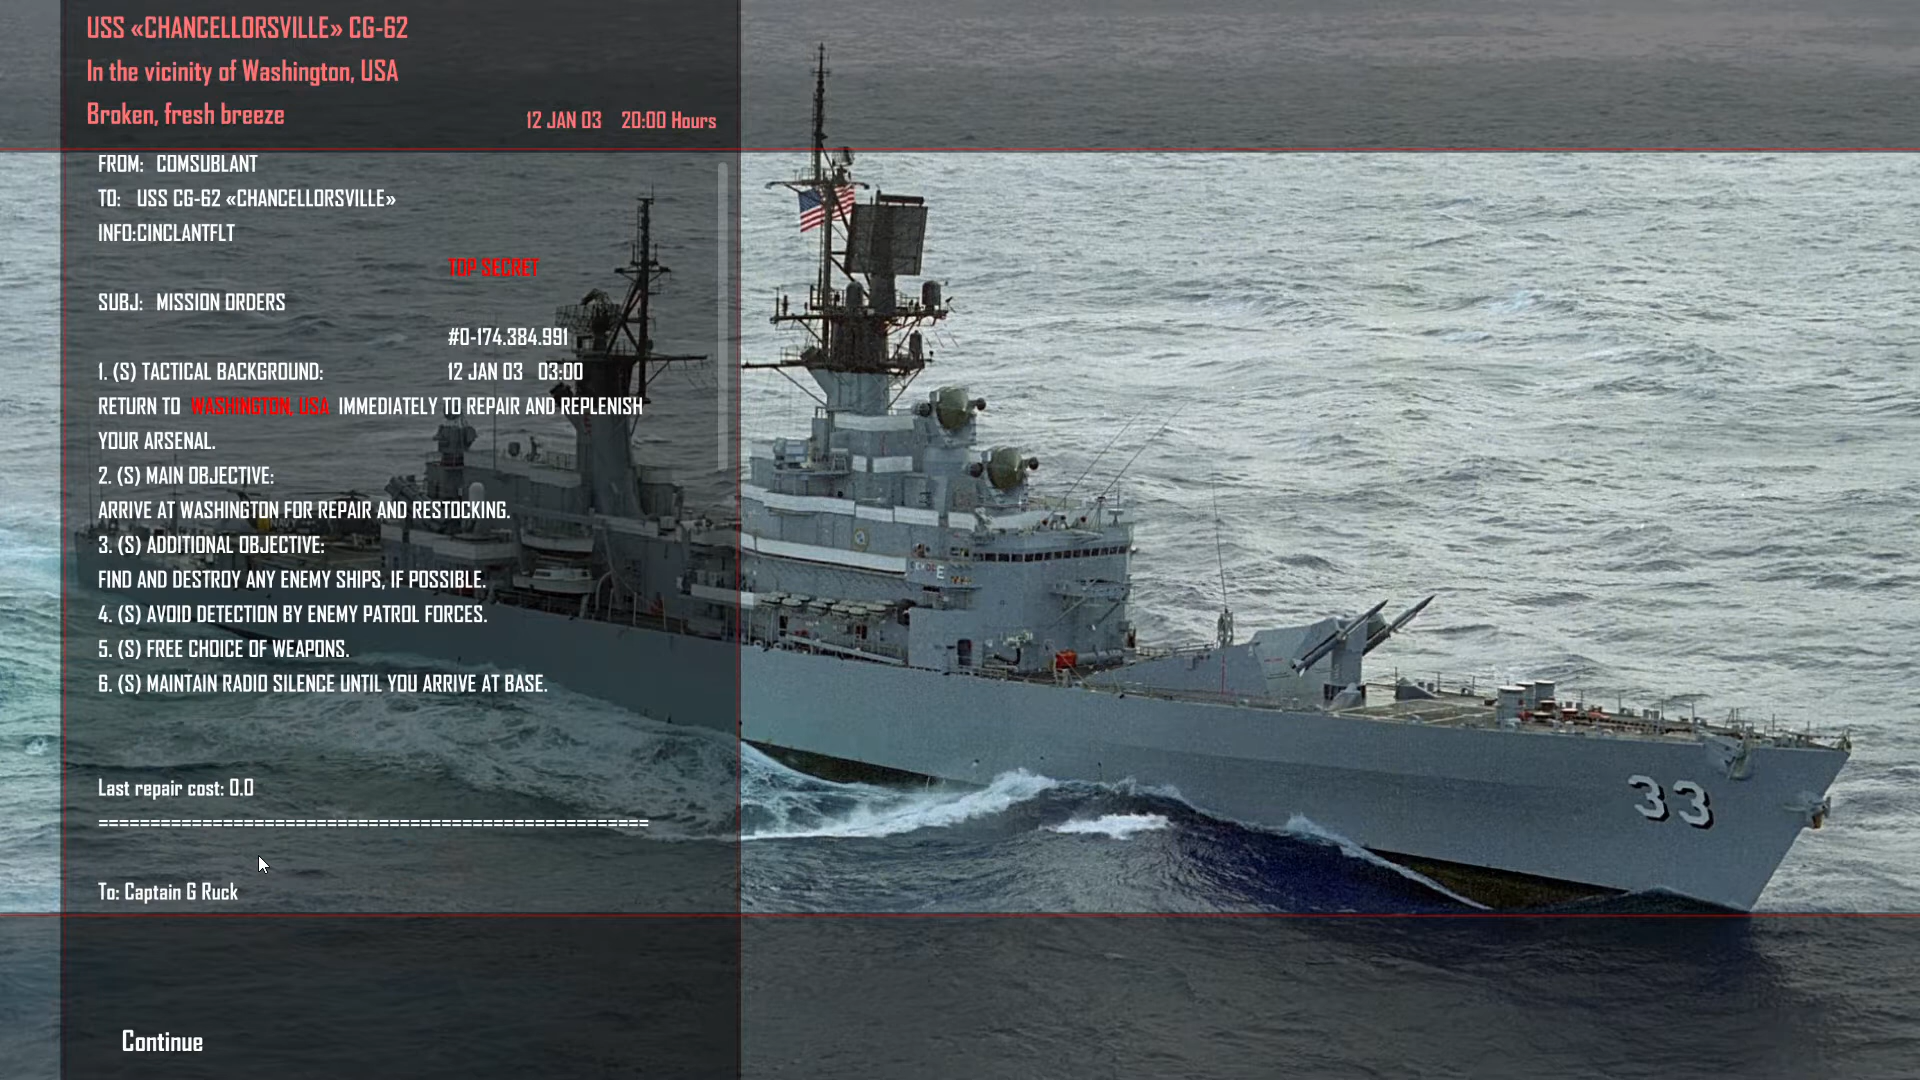 USS «CHANCELLORSVILLE» CG-62
In the vicinity of Washington, USA
Broken, fresh breeze
12 JAN 03 20:00 Hours
FROM: COMSUBLANT
TO: USS CG-62 «CHANCELLORSVILLE»
INFO:CINCLANTFLT
TOP SECRET
SUBJ: MISSION ORDERS
#0-174.384.991
1. (S) TACTICAL BACKGROUND: 12 JAN 03 03:00
RETURN TO WASHINGTON, USA IMMEDIATELY TO REPAIR AND REPLENISH
YOUR ARSENAL.
2. (S) MAIN OBJECTIVE:
ARRIVE AT WASHINGTON FOR REPAIR AND RESTOCKING.
3. (S) ADDITIONAL OBJECTIVE:
FIND AND DESTROY ANY ENEMY SHIPS, IF POSSIBLE.
4. (S) AVOID DETECTION BY ENEMY PATROL FORCES.
5. (S) FREE CHOICE OF WEAPONS.
6. (S) MAINTAIN RADIO SILENCE UNTIL YOU ARRIVE AT BASE.
Last repair cost: 0.0
=====================================================
To: Captain G Ruck
Continue
33